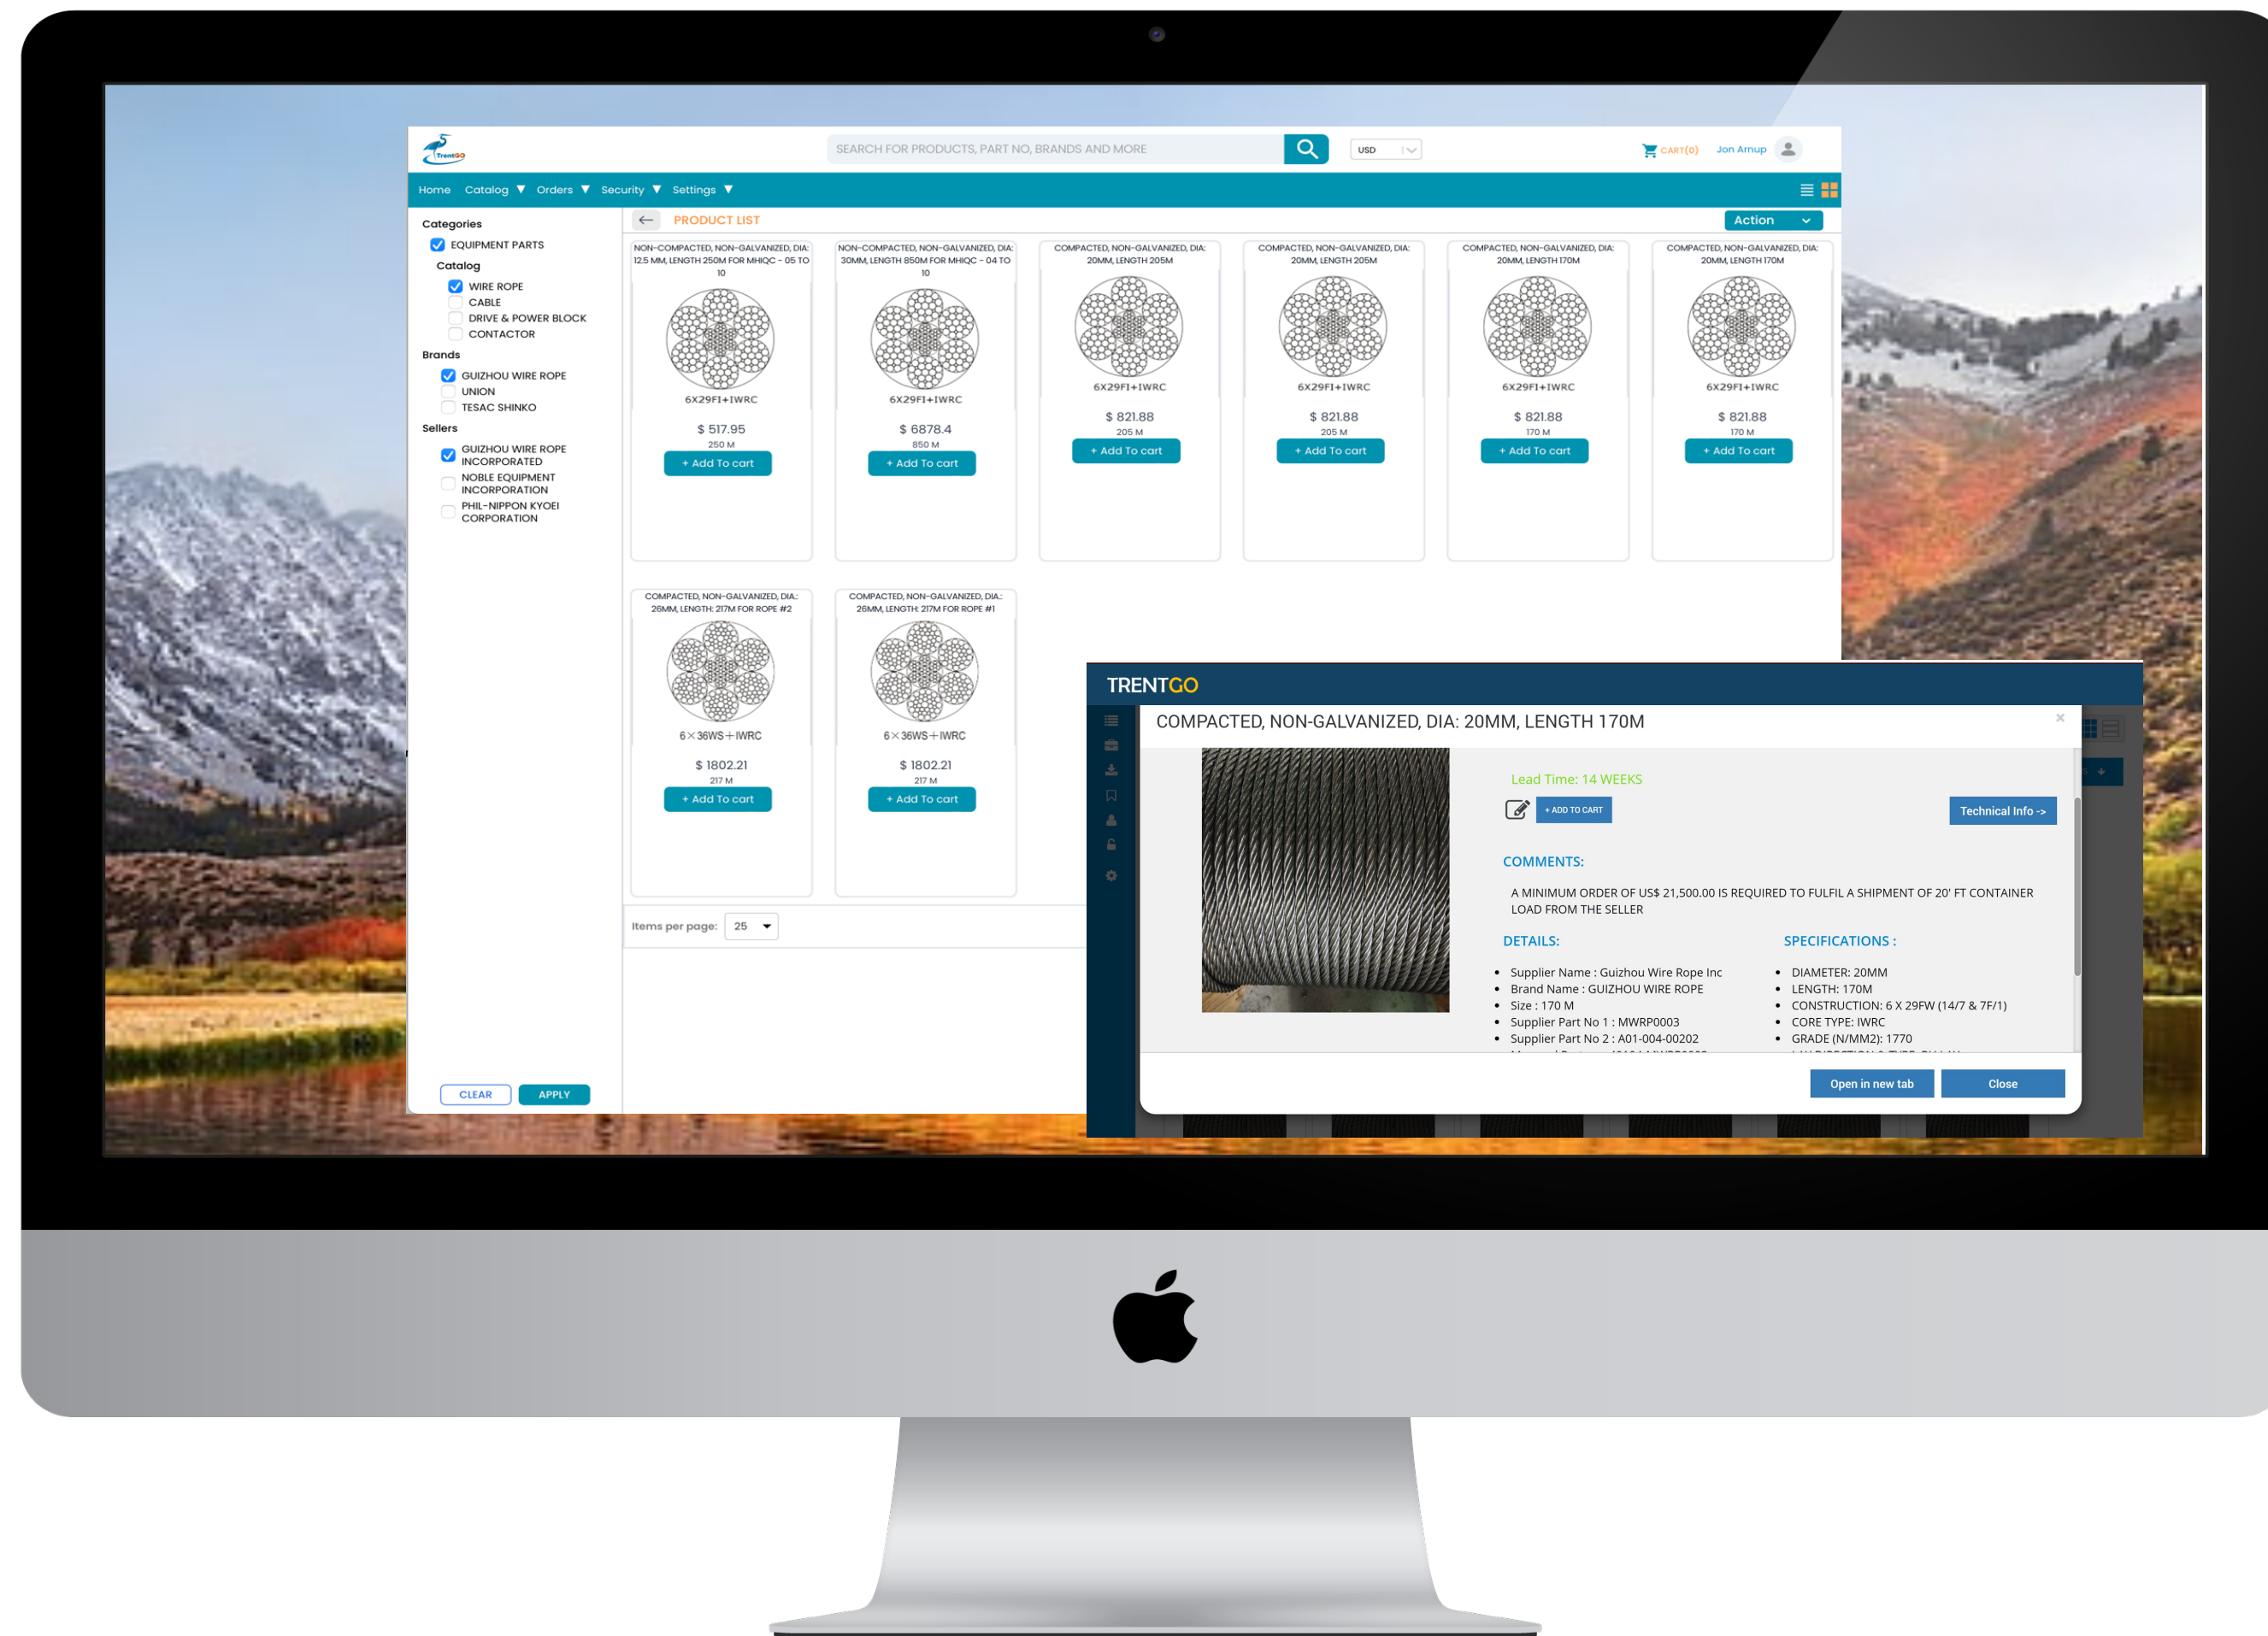 TrentGO
SEARCH FOR PRODUCTS, PART NO, BRANDS AND MORE
USD
CART(0)
Jon Arnup
Home
Catalog ▼
Orders ▼
Security ▼
Settings ▼
Categories
EQUIPMENT PARTS
Catalog
WIRE ROPE
CABLE
DRIVE & POWER BLOCK
CONTACTOR
Brands
GUIZHOU WIRE ROPE
UNION
TESAC SHINKO
Sellers
GUIZHOU WIRE ROPE
INCORPORATED
NOBLE EQUIPMENT
INCORPORATION
PHIL-NIPPON KYOEI
CORPORATION
CLEAR
APPLY
PRODUCT LIST
Action
NON-COMPACTED, NON-GALVANIZED, DIA:
12.5 MM, LENGTH 250M FOR MHIQC - 05 TO
10
6X29FI+IWRC
$ 517.95
250 M
+ Add To cart
NON-COMPACTED, NON-GALVANIZED, DIA:
30MM, LENGTH 850M FOR MHIQC - 04 TO
10
6X29FI+IWRC
$ 6878.4
850 M
+ Add To cart
COMPACTED, NON-GALVANIZED, DIA:
20MM, LENGTH 205M
6X29FI+IWRC
$ 821.88
205 M
+ Add To cart
COMPACTED, NON-GALVANIZED, DIA:
20MM, LENGTH 205M
6X29FI+IWRC
$ 821.88
205 M
+ Add To cart
COMPACTED, NON-GALVANIZED, DIA:
20MM, LENGTH 170M
6X29FI+IWRC
$ 821.88
170 M
+ Add To cart
COMPACTED, NON-GALVANIZED, DIA:
20MM, LENGTH 170M
6X29FI+IWRC
$ 821.88
170 M
+ Add To cart
COMPACTED, NON-GALVANIZED, DIA.:
26MM, LENGTH: 217M FOR ROPE #2
6×36WS+IWRC
$ 1802.21
217 M
+ Add To cart
COMPACTED, NON-GALVANIZED, DIA.:
26MM, LENGTH: 217M FOR ROPE #1
6×36WS+IWRC
$ 1802.21
217 M
+ Add To cart
Items per page: 25
TRENTGO
COMPACTED, NON-GALVANIZED, DIA: 20MM, LENGTH 170M
×
Lead Time: 14 WEEKS
+ ADD TO CART
Technical Info ->
COMMENTS:
A MINIMUM ORDER OF US$ 21,500.00 IS REQUIRED TO FULFIL A SHIPMENT OF 20' FT CONTAINER
LOAD FROM THE SELLER
DETAILS:
• Supplier Name : Guizhou Wire Rope Inc
• Brand Name : GUIZHOU WIRE ROPE
• Size : 170 M
• Supplier Part No 1 : MWRP0003
• Supplier Part No 2 : A01-004-00202
SPECIFICATIONS :
• DIAMETER: 20MM
• LENGTH: 170M
• CONSTRUCTION: 6 X 29FW (14/7 & 7F/1)
• CORE TYPE: IWRC
• GRADE (N/MM2): 1770
Open in new tab
Close